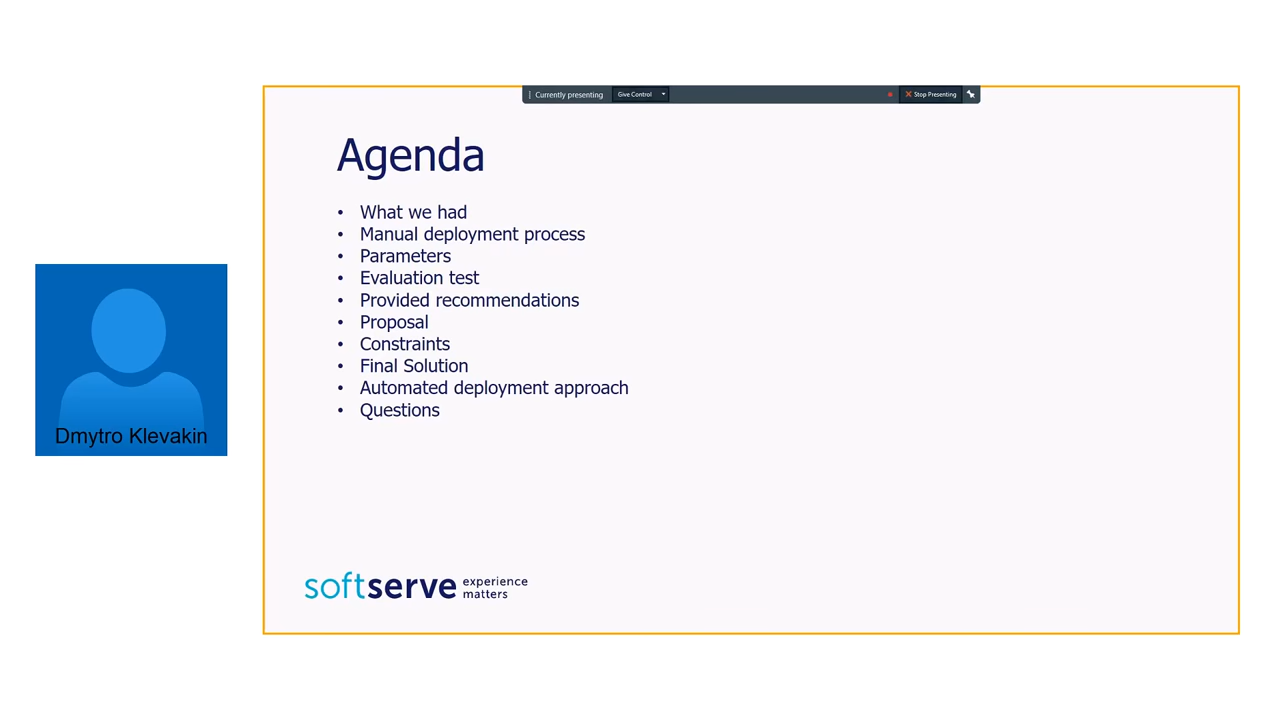 Currently presenting
Give Control
Stop Presenting
Agenda
• What we had
• Manual deployment process
• Parameters
• Evaluation test
• Provided recommendations
• Proposal
• Constraints
• Final Solution
• Automated deployment approach
• Questions
Dmytro Klevakin
softserve
experience
matters